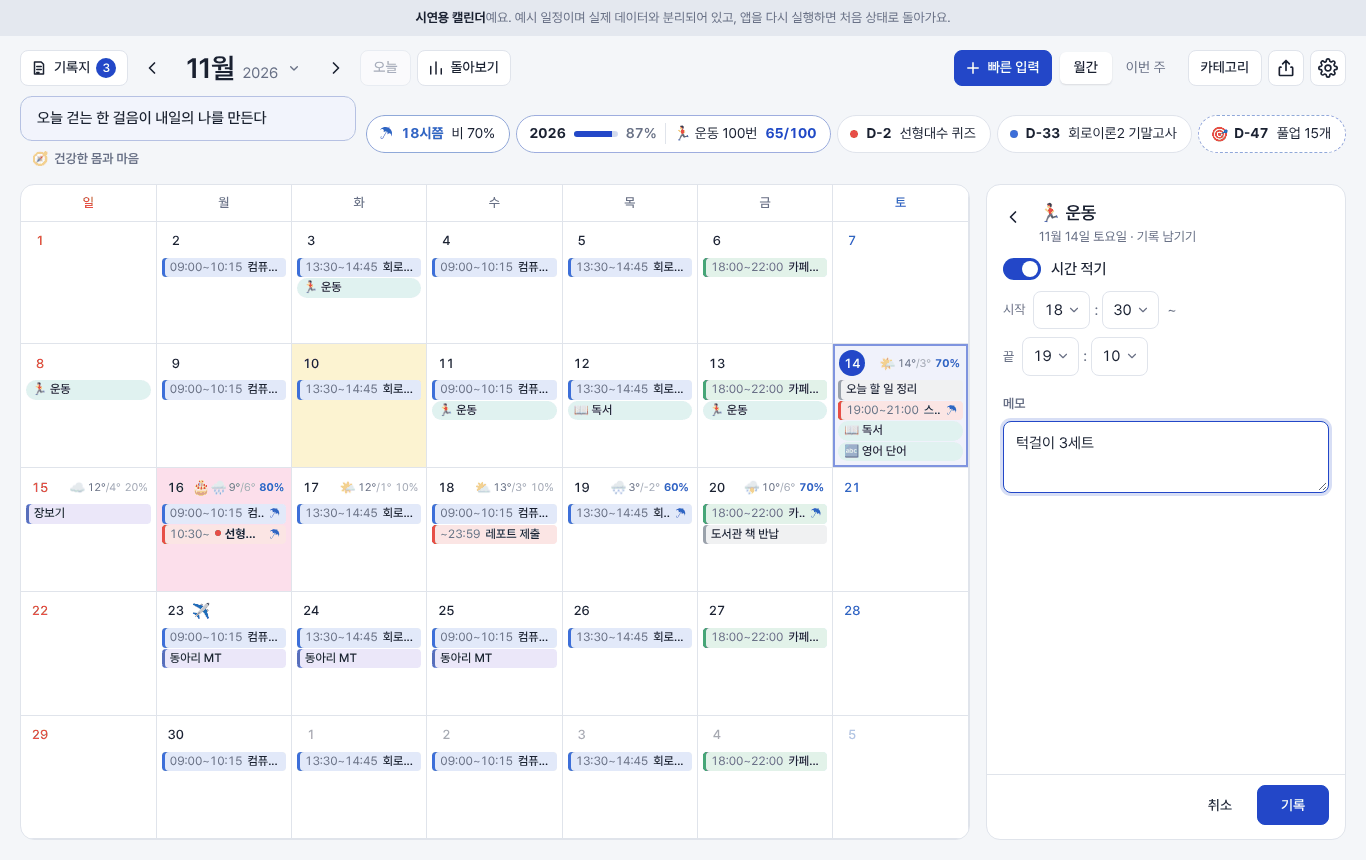 시연용 캘린더예요. 예시 일정이며 실제 데이터와 분리되어 있고, 앱을 다시 실행하면 처음 상태로 돌아가요.
기록지 3
11월 2026
오늘 돌아보기
빠른 입력 월간 이번 주 카테고리
오늘 걷는 한 걸음이 내일의 나를 만든다
건강한 몸과 마음
18시쯤 비 70%
2026 87% 운동 100번 65/100
D-2 선형대수 퀴즈
D-33 회로이론2 기말고사
D-47 풀업 15개
일 월 화 수 목 금 토
1 2 3 4 5 6 7
09:00~10:15 컴퓨... 13:30~14:45 회로... 09:00~10:15 컴퓨... 13:30~14:45 회로... 18:00~22:00 카페...
운동
8 9 10 11 12 13 14 14°/3° 70%
운동 09:00~10:15 컴퓨... 13:30~14:45 회로... 09:00~10:15 컴퓨... 13:30~14:45 회로... 18:00~22:00 카페... 오늘 할 일 정리
운동 독서 운동 19:00~21:00 스..
독서
영어 단어
15 12°/4° 20% 16 9°/6° 80% 17 12°/1° 10% 18 13°/3° 10% 19 3°/-2° 60% 20 10°/6° 70% 21
장보기 09:00~10:15 컴.. 13:30~14:45 회로... 09:00~10:15 컴퓨... 13:30~14:45 회.. 18:00~22:00 카..
10:30~ 선형... ~23:59 레포트 제출 도서관 책 반납
22 23 24 25 26 27 28
09:00~10:15 컴퓨... 13:30~14:45 회로... 09:00~10:15 컴퓨... 13:30~14:45 회로... 18:00~22:00 카페...
동아리 MT 동아리 MT 동아리 MT
29 30 1 2 3 4 5
09:00~10:15 컴퓨... 13:30~14:45 회로... 09:00~10:15 컴퓨... 13:30~14:45 회로... 18:00~22:00 카페...
운동
11월 14일 토요일 · 기록 남기기
시간 적기
시작 18 : 30 ~
끝 19 : 10
메모
턱걸이 3세트
취소 기록